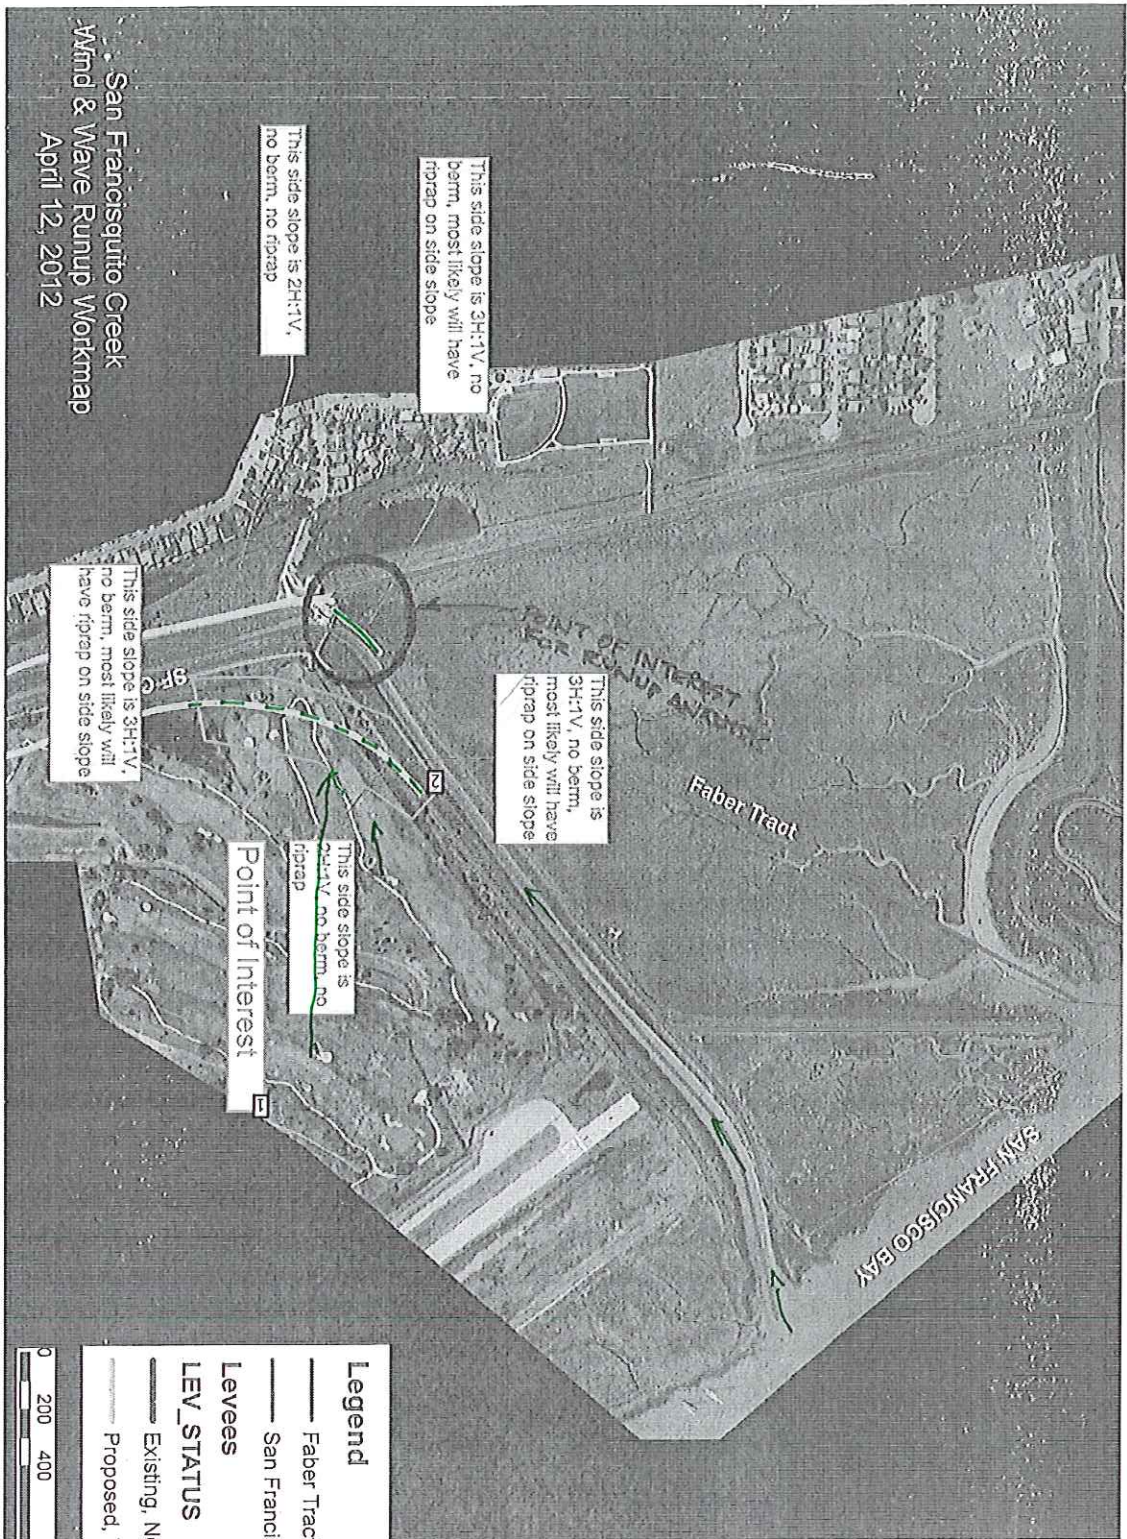 San Francisquito Creek
Wind & Wave Runup Workmap
April 12, 2012
This side slope is 2H:1V,
no berm, no riprap
This side slope is 3H:1V, no
berm, most likely will have
riprap on side slope
This side slope is 3H:1V,
no berm, most likely will
have riprap on side slope
SF C
POINT OF INTEREST
FOR RUNUP
This side slope is
3H:1V, no berm,
most likely will have
riprap on side slope
Faber Tract
2
This side slope is
2H:1V, no berm, no
riprap
Point of Interest
1
SAN FRANCISCO BAY
Legend
Faber Trac
San Franci
Levees
LEV_STATUS
Existing, N
Proposed,
0 200 400